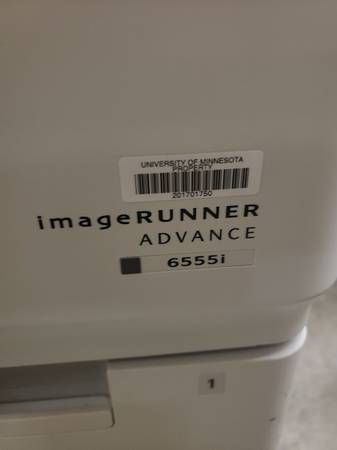 UNIVERSITY OF MINNESOTA
PROPERTY
201701750
imageRUNNER
ADVANCE
6555i
1